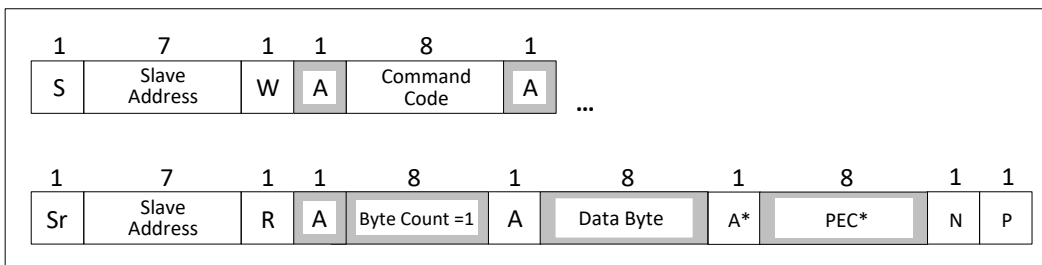 1 7 1 1 8 1
S Slave Address W A Command Code A ...
1 7 1 1 8 1 8 1 8 1 1
Sr Slave Address R A Byte Count =1 A Data Byte A* PEC* N P